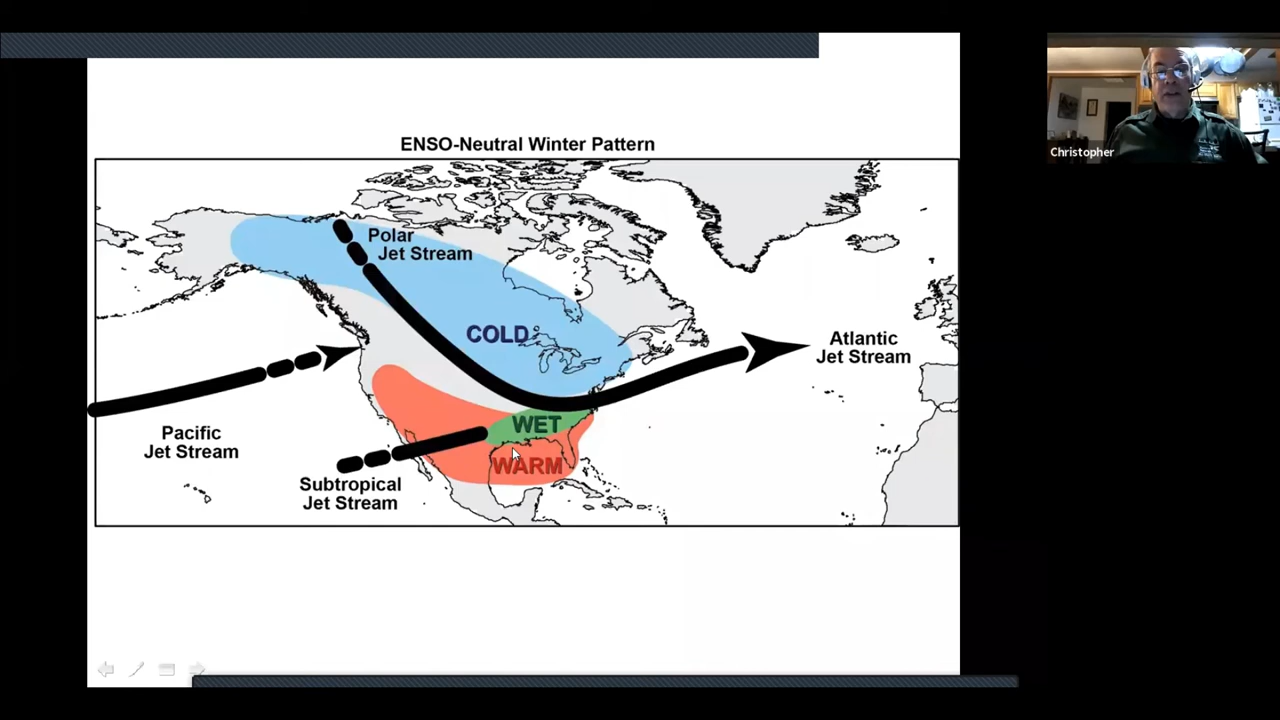 ENSO-Neutral Winter Pattern
Polar
Jet Stream
COLD
Atlantic
Jet Stream
WET
Pacific
Jet Stream
WARM
Subtropical
Jet Stream
Christopher